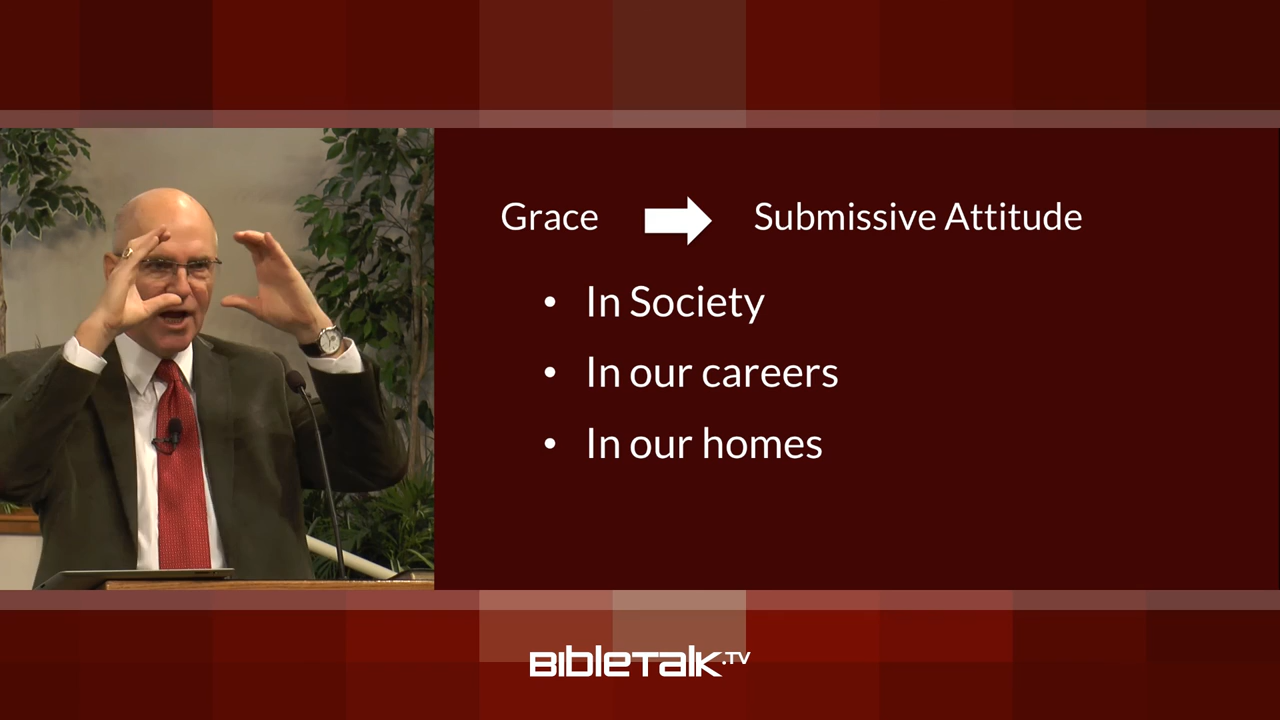 Grace Submissive Attitude
• In Society
• In our careers
• In our homes
BIBLETALK.TV